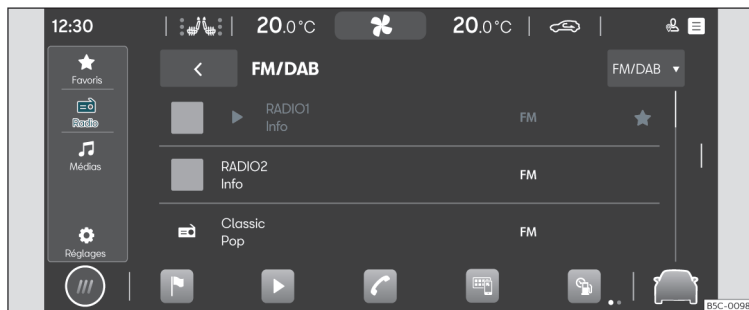 12:30
20.0°C
20.0°C
Favoris
Radio
Médias
Réglages
FM/DAB
FM/DAB
RADIO1
Info
FM
RADIO2
Info
FM
Classic
Pop
FM
B5C-0098